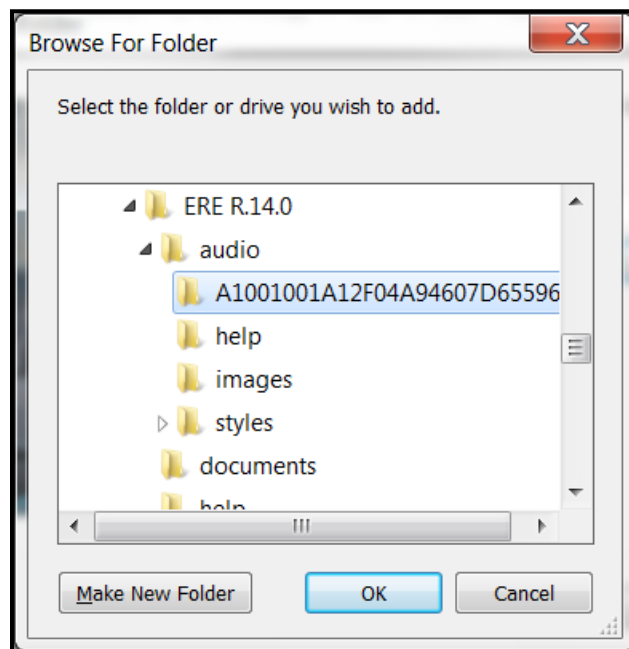 Browse For Folder
Select the folder or drive you wish to add.
ERE R.14.0
audio
A1001001A12F04A94607D65596
help
images
styles
documents
help
Make New Folder
OK
Cancel